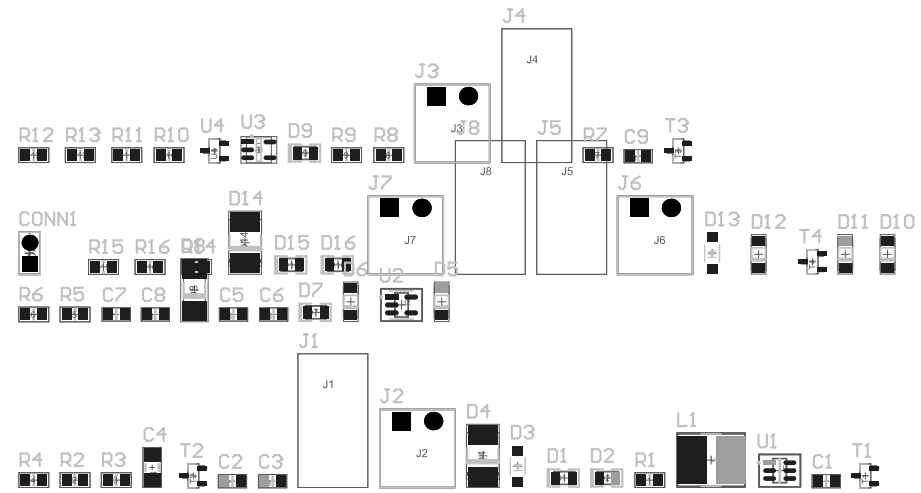 J4
J4
J3
J3 J8 J5
R12 R13 R11 R10 U4 U3 D9 R9 R8 R7 C9 T3
J8 J5
J7 J6
CONN1 D14 D13 D12 D11 D10
R15 R16 R14 D15 D16 J7 J6 T4
R6 R5 C7 C8 C5 C6 D7 D6 U2 D5
J1
J1
J2
R4 R2 R3 C4 T2 C2 C3 J2 D4 D3 D1 D2 R1 L1 U1 C1 T1